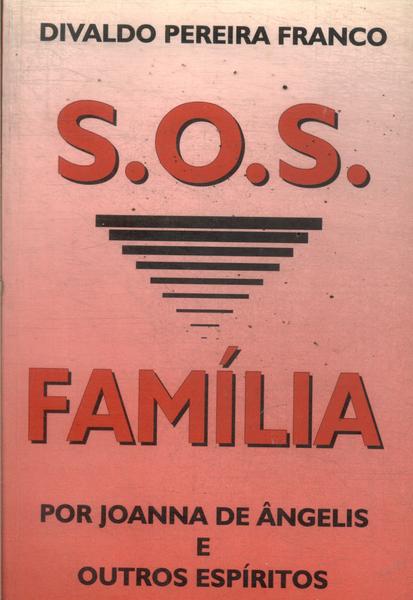 DIVALDO PEREIRA FRANCO
S.O.S.
FAMÍLIA
POR JOANNA DE ÂNGELIS
E
OUTROS ESPÍRITOS